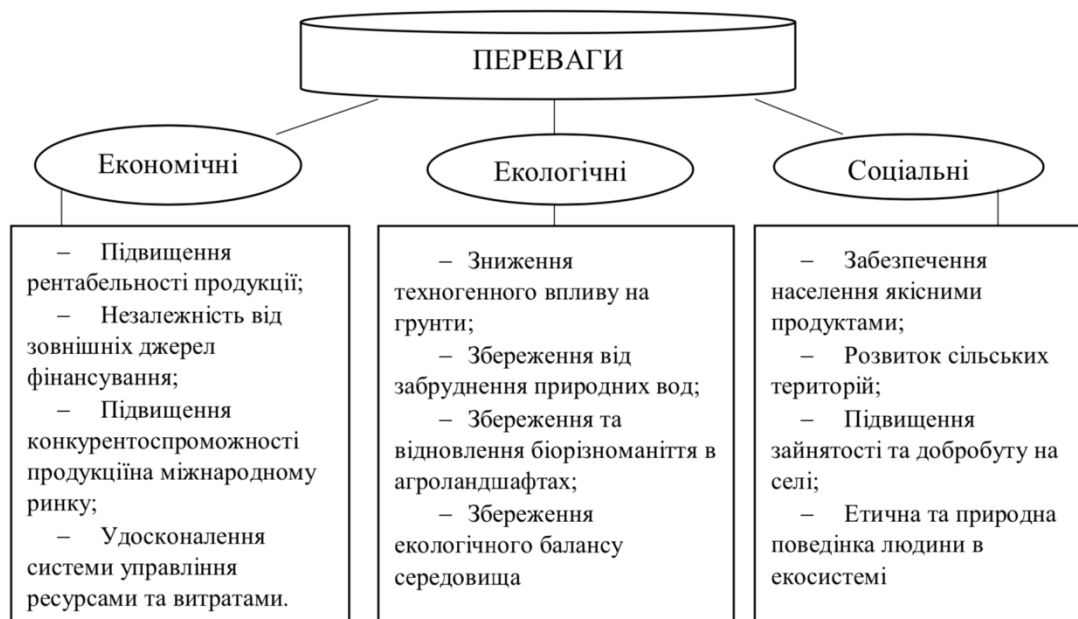 ПЕРЕВАГИ
Економічні
Екологічні
Соціальні
– Підвищення
рентабельності продукції;
– Незалежність від
зовнішніх джерел
фінансування;
– Підвищення
конкурентоспроможності
продукціїна міжнародному
ринку;
– Удосконалення
системи управління
ресурсами та витратами.
– Зниження
техногенного впливу на
грунти;
– Збереження від
забруднення природних вод;
– Збереження та
відновлення біорізноманіття в
агроландшафтах;
– Збереження
екологічного балансу
середовища
– Забезпечення
населення якісними
продуктами;
– Розвиток сільських
територій;
– Підвищення
зайнятості та добробуту на
селі;
– Етична та природна
поведінка людини в
екосистемі